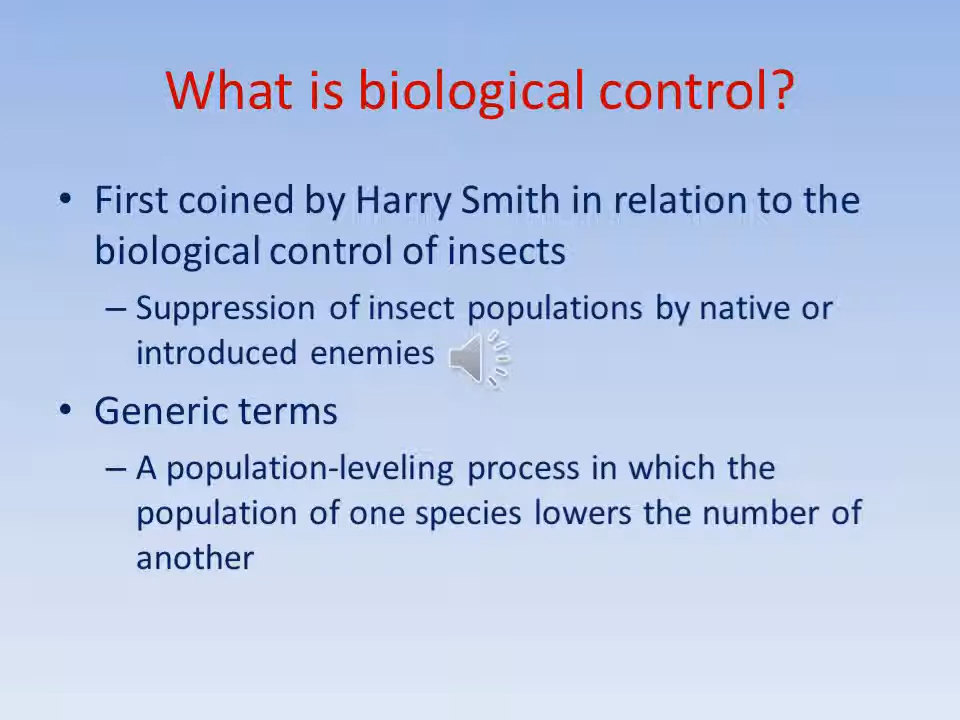 What is biological control?
• First coined by Harry Smith in relation to the
biological control of insects
– Suppression of insect populations by native or
introduced enemies
• Generic terms
– A population-leveling process in which the
population of one species lowers the number of
another